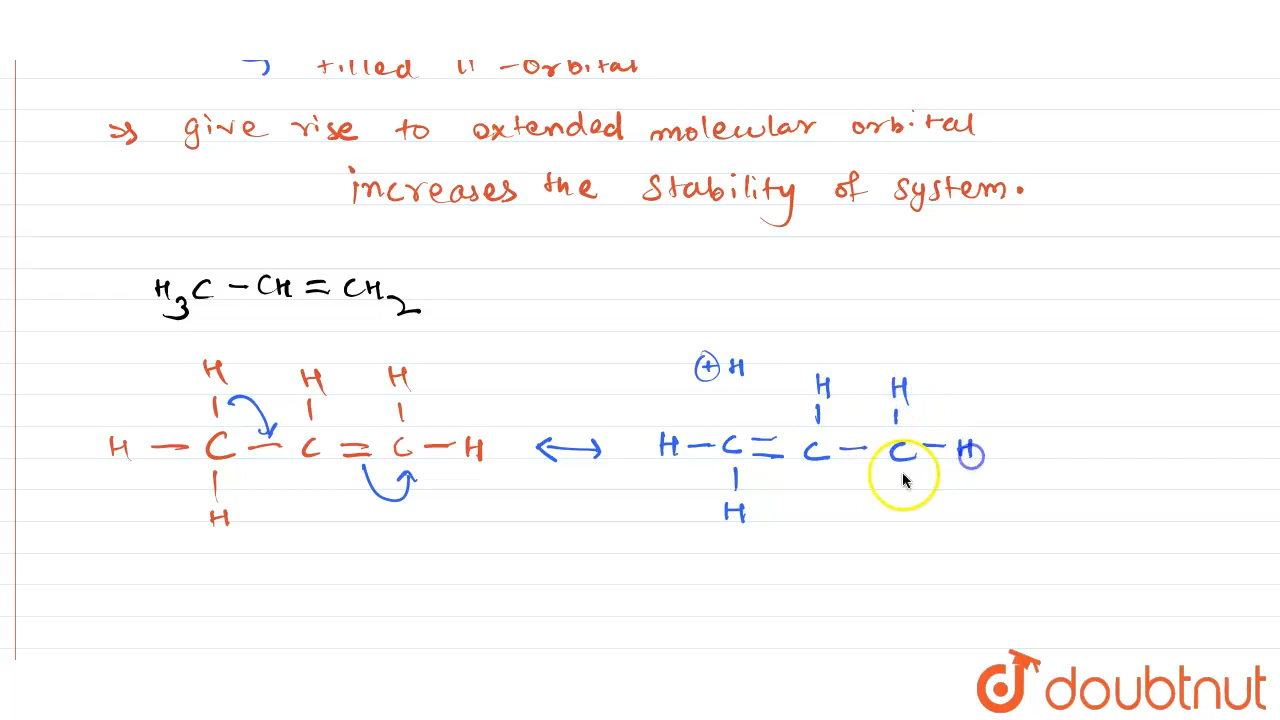 filled π-orbital
⇒ give rise to extended molecular orbital
increases the stability of system.
H₃C – CH = CH₂
H H H ⊕ H H H
H – C – C = C – H ↔ H – C = C – C – H
H H
doubtnut